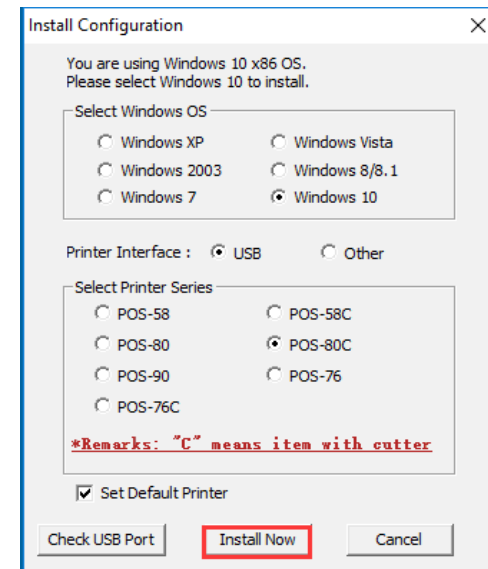 Install Configuration
You are using Windows 10 x86 OS.
Please select Windows 10 to install.
Select Windows OS
Windows XP Windows Vista
Windows 2003 Windows 8/8.1
Windows 7 Windows 10
Printer Interface : USB Other
Select Printer Series
POS-58 POS-58C
POS-80 POS-80C
POS-90 POS-76
POS-76C
*Remarks: "C" means item with cutter
Set Default Printer
Check USB Port Install Now Cancel